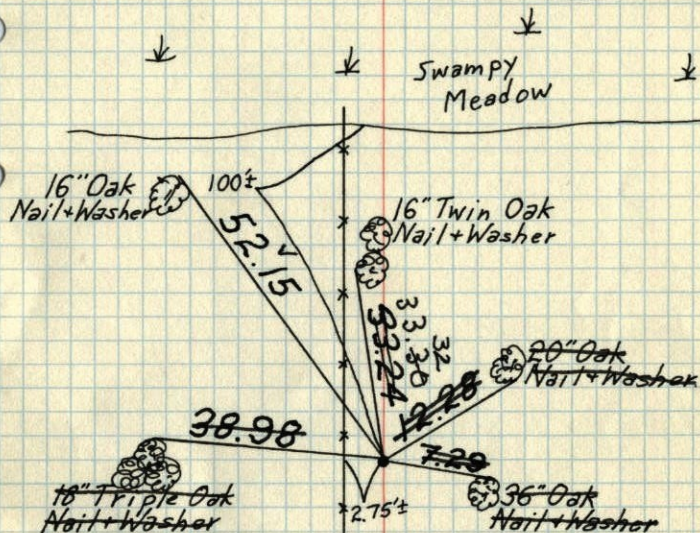 Swampy
Meadow
16" Oak
Nail + Washer
100'±
52.15
16" Twin Oak
Nail + Washer
33.24
33.30
32
20" Oak
Nail + Washer
12.28
38.98
7.29
18" Triple Oak
Nail + Washer
2.75'±
36" Oak
Nail + Washer